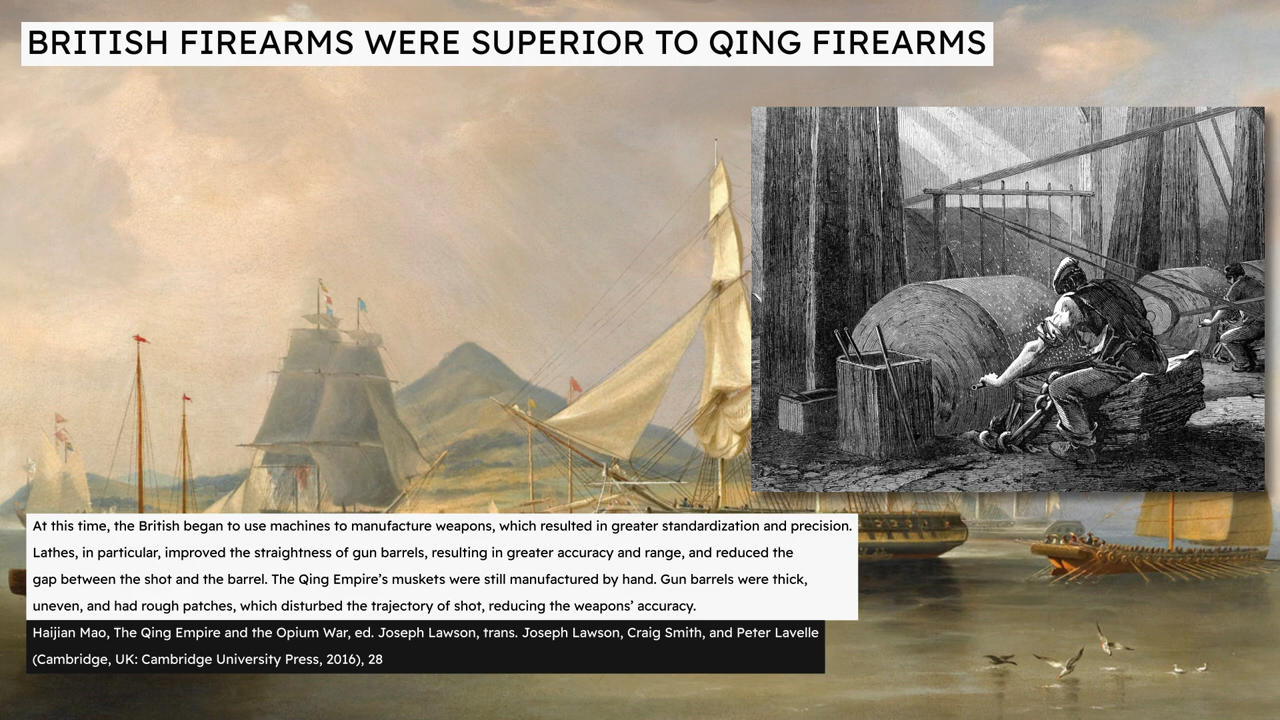 BRITISH FIREARMS WERE SUPERIOR TO QING FIREARMS
At this time, the British began to use machines to manufacture weapons, which resulted in greater standardization and precision.
Lathes, in particular, improved the straightness of gun barrels, resulting in greater accuracy and range, and reduced the
gap between the shot and the barrel. The Qing Empire’s muskets were still manufactured by hand. Gun barrels were thick,
uneven, and had rough patches, which disturbed the trajectory of shot, reducing the weapons’ accuracy.
Haijian Mao, The Qing Empire and the Opium War, ed. Joseph Lawson, trans. Joseph Lawson, Craig Smith, and Peter Lavelle
(Cambridge, UK: Cambridge University Press, 2016), 28